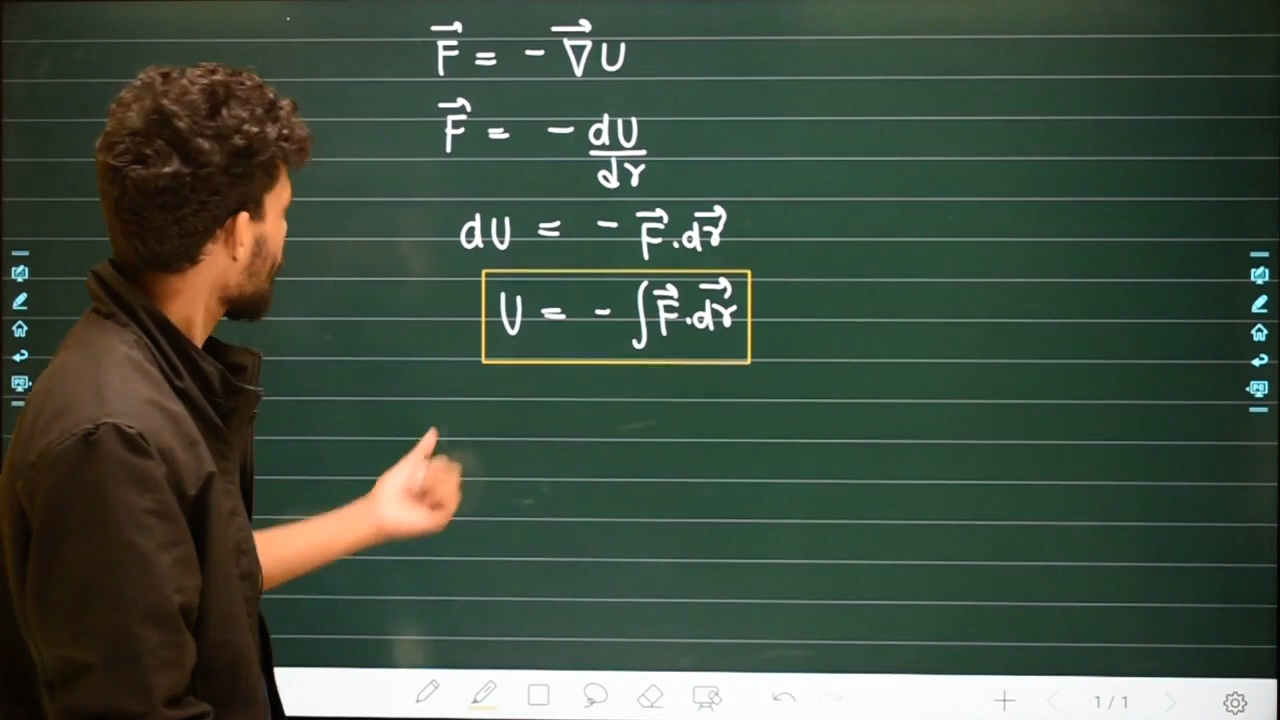 F⃗ = - ∇⃗ U
F⃗ = - dU/dr
dU = - F⃗ . dr⃗
U = - ∫ F⃗ . dr⃗
1/1